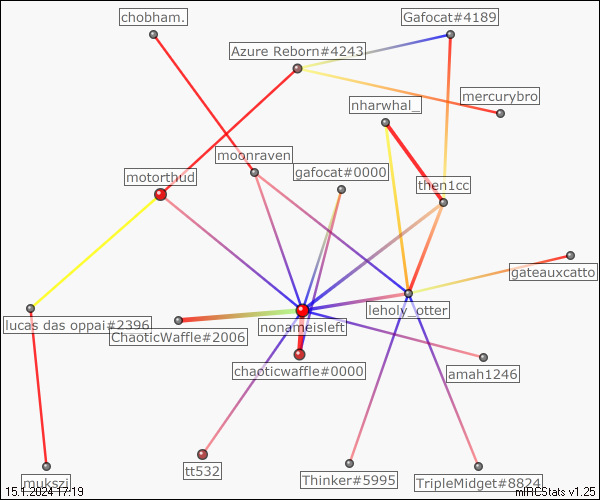 chobham.
Gafocat#4189
Azure Reborn#4243
mercurybro
nharwhal_
moonraven
gafocat#0000
motorthud
then1cc
gateauxcatto
leholy_otter
lucas das oppai#2396
nonameisleft
ChaoticWaffle#2006
chaoticwaffle#0000
amah1246
tt532
Thinker#5995
TripleMidget#8824
mukszi
15.1.2024 17:19
mIRCStats v1.25